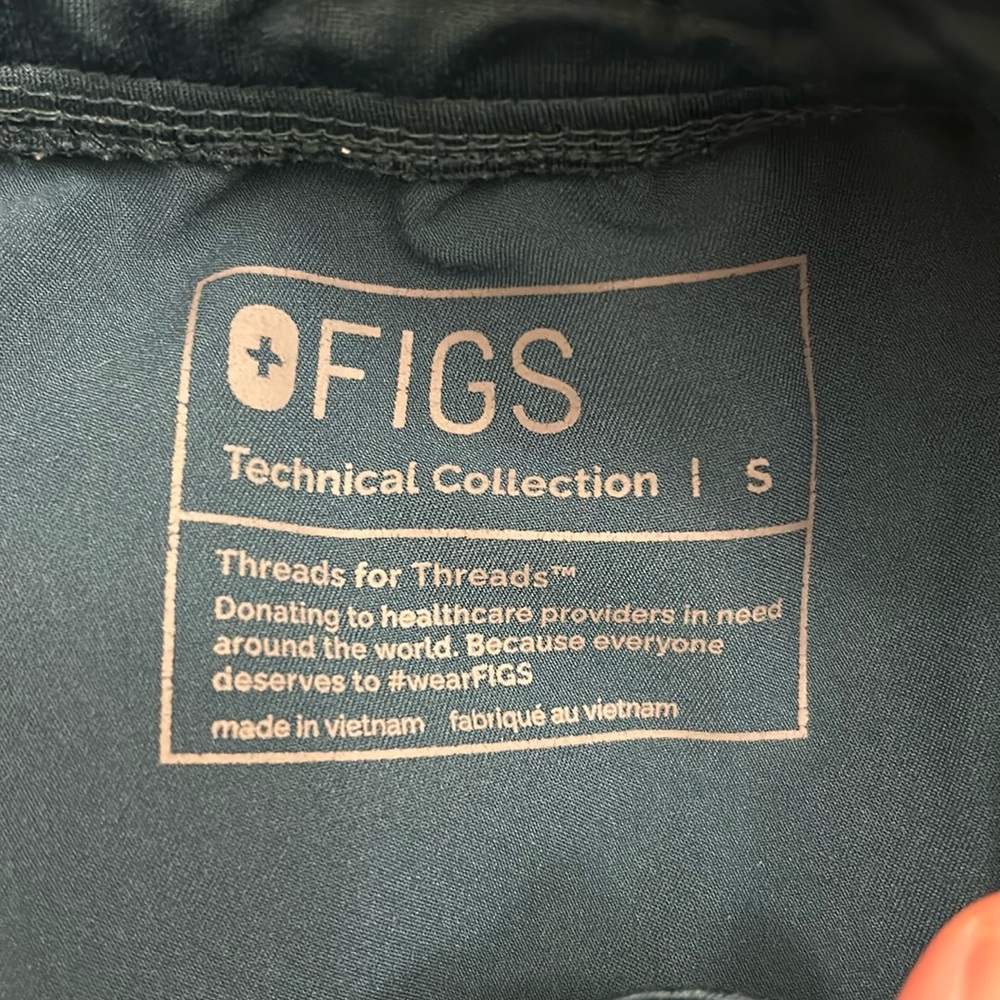 FIGS
Technical Collection | S
Threads for Threads™
Donating to healthcare providers in need
around the world. Because everyone
deserves to #wearFIGS
made in vietnam fabriqué au vietnam